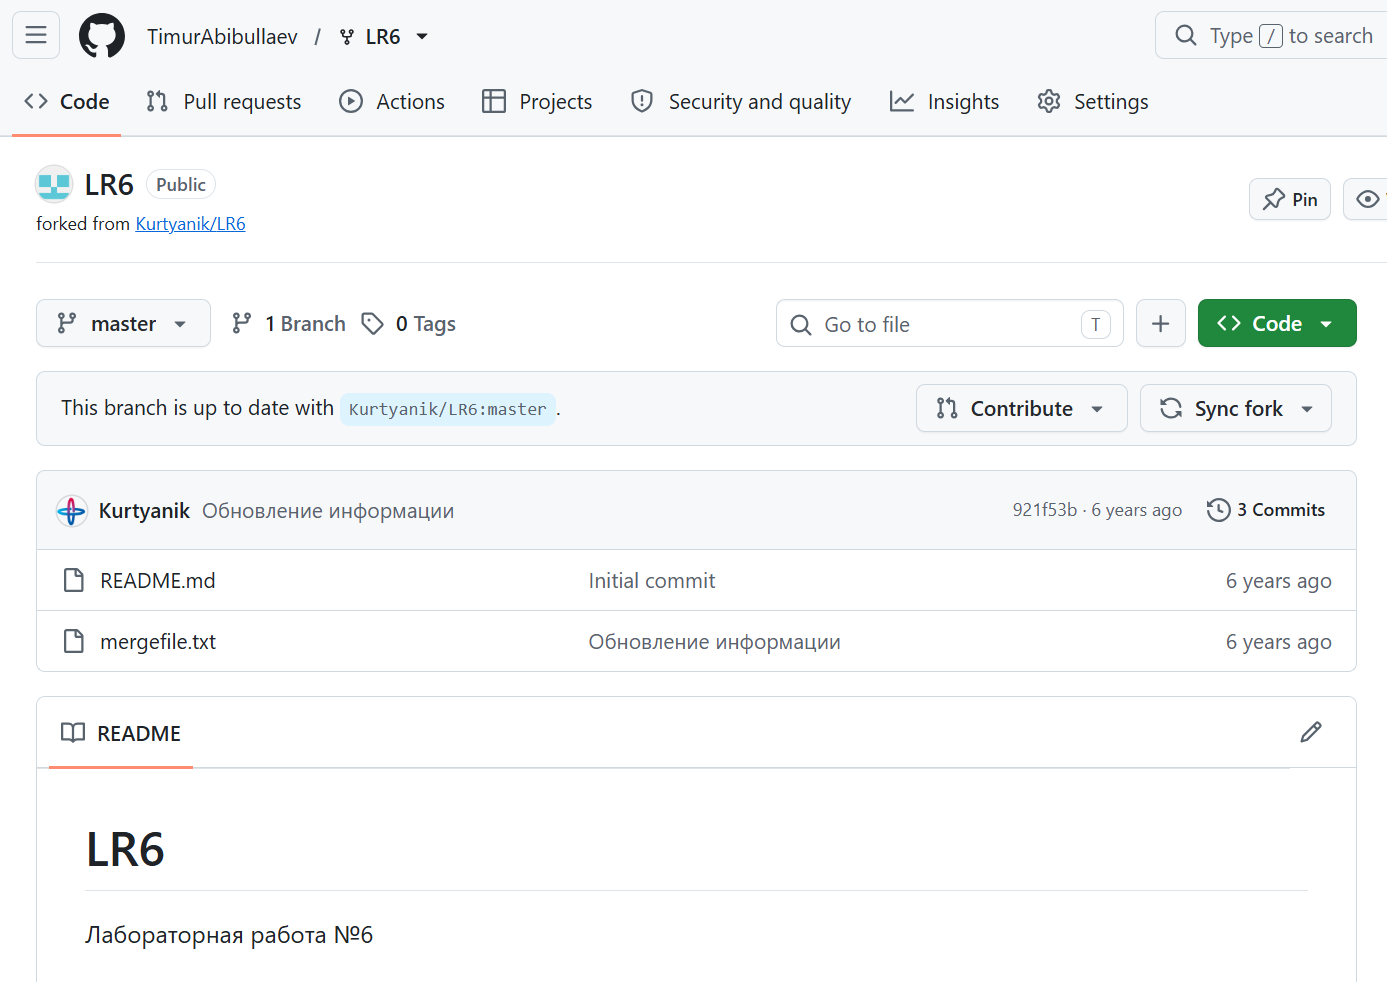 TimurAbibullaev / LR6
Type / to search
Code Pull requests Actions Projects Security and quality Insights Settings
LR6 Public
Pin
forked from Kurtyanik/LR6
master 1 Branch 0 Tags
Go to file T
Code
This branch is up to date with Kurtyanik/LR6:master .
Contribute Sync fork
Kurtyanik Обновление информации 921f53b · 6 years ago 3 Commits
README.md Initial commit 6 years ago
mergefile.txt Обновление информации 6 years ago
README
LR6
Лабораторная работа №6